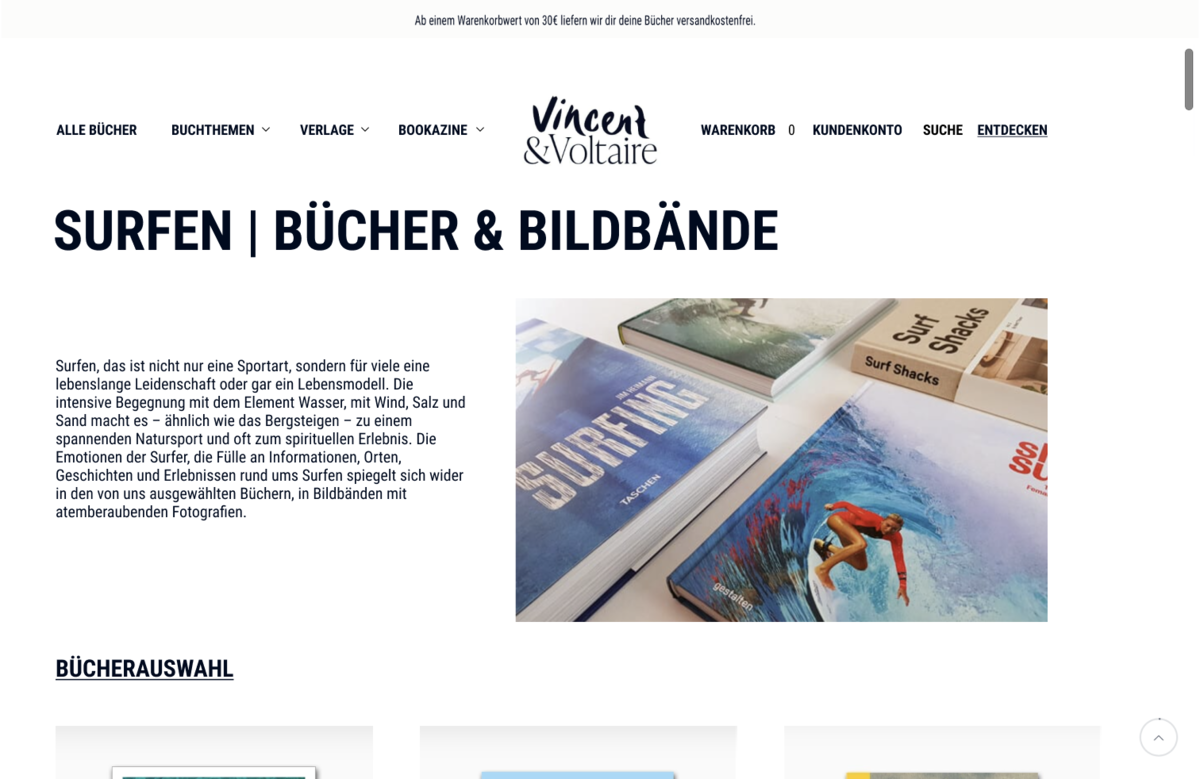 Ab einem Warenkorbwert von 30€ liefern wir dir deine Bücher versandkostenfrei.
ALLE BÜCHER BUCHTHEMEN VERLAGE BOOKAZINE
Vincent
&Voltaire
WARENKORB 0 KUNDENKONTO SUCHE ENTDECKEN
SURFEN | BÜCHER & BILDBÄNDE
Surfen, das ist nicht nur eine Sportart, sondern für viele eine
lebenslange Leidenschaft oder gar ein Lebensmodell. Die
intensive Begegnung mit dem Element Wasser, mit Wind, Salz und
Sand macht es – ähnlich wie das Bergsteigen – zu einem
spannenden Natursport und oft zum spirituellen Erlebnis. Die
Emotionen der Surfer, die Fülle an Informationen, Orten,
Geschichten und Erlebnissen rund ums Surfen spiegelt sich wider
in den von uns ausgewählten Büchern, in Bildbänden mit
atemberaubenden Fotografien.
Surf
Shacks
Surf Shacks
JIM HEIMANN
SURFING
TASCHEN
gestalten
BÜCHERAUSWAHL